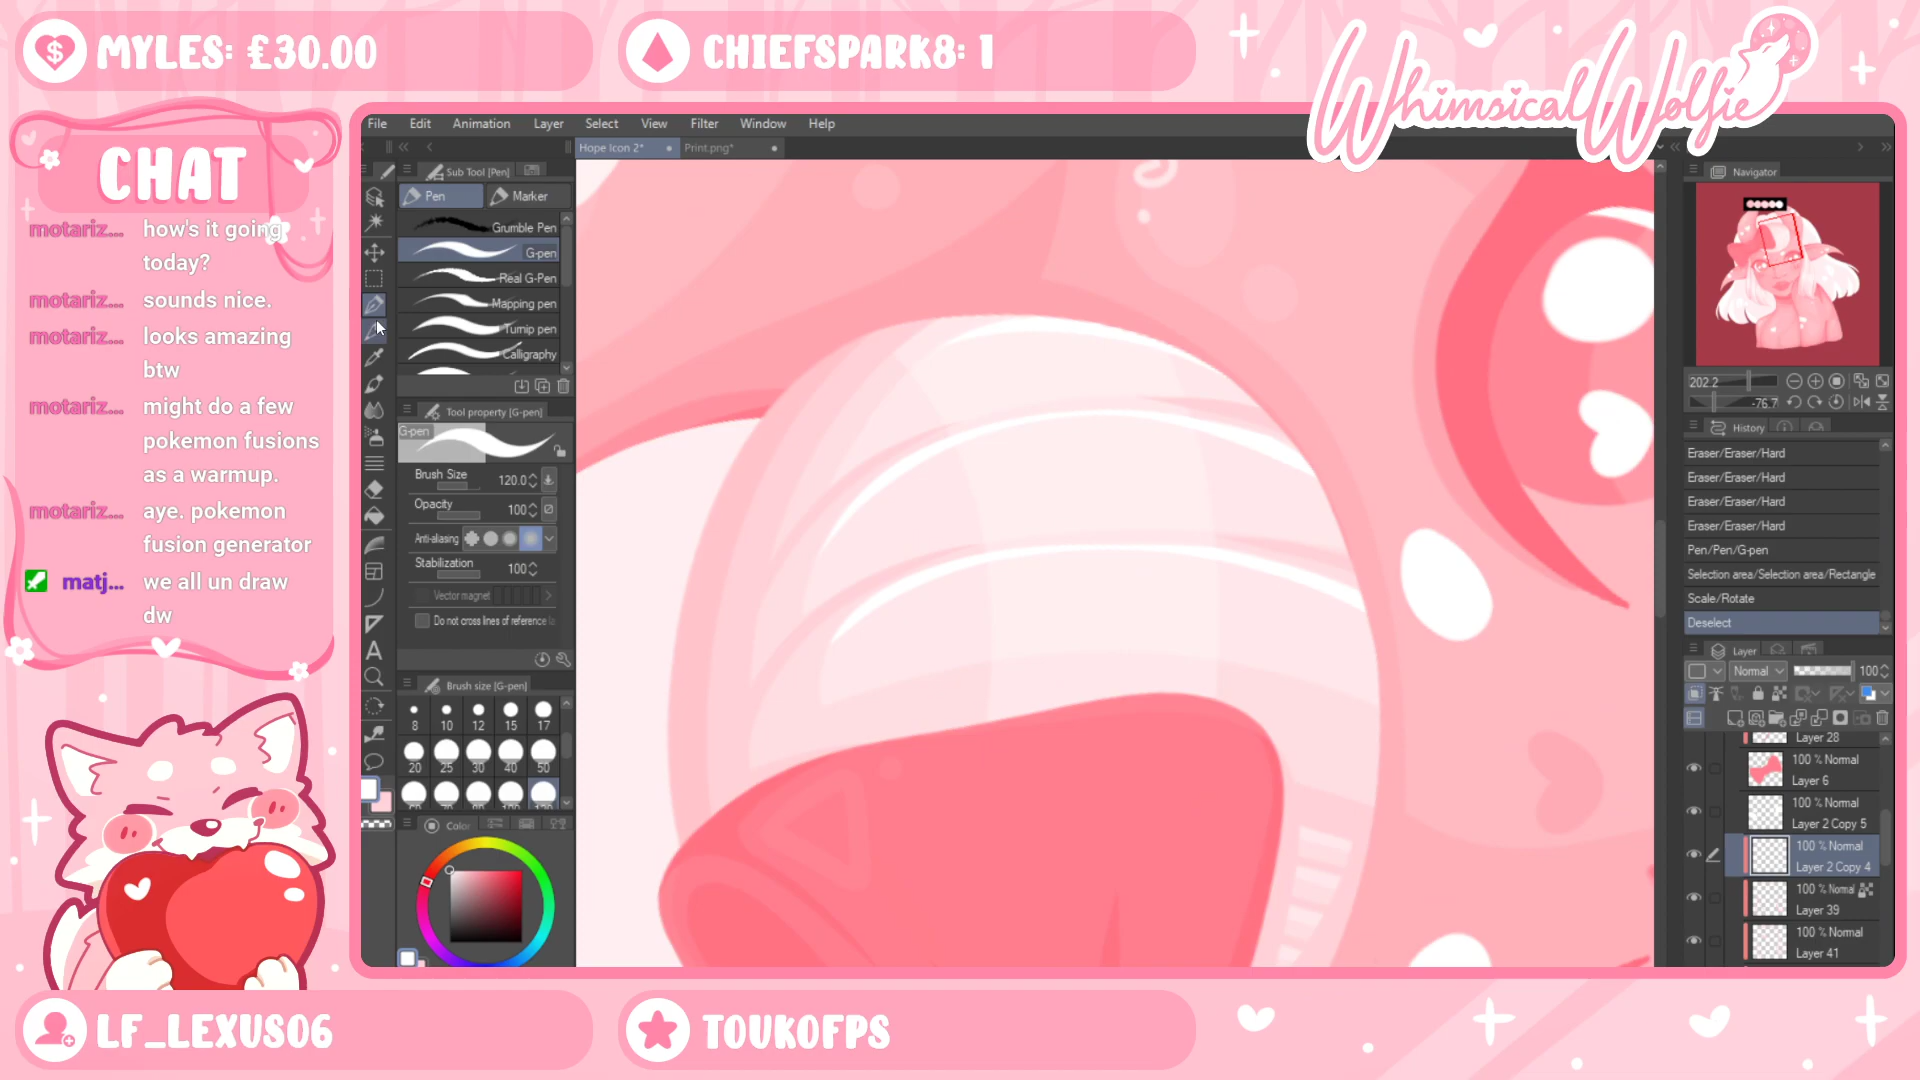 MYLES: £30.00
CHIEFSPARK8: 1
Whimsical Wolfie
CHAT
motariz... how's it going
today?
motariz... sounds nice.
motariz... looks amazing
btw
motariz... might do a few
pokemon fusions
as a warmup.
motariz... aye. pokemon
fusion generator
matj... we all un draw
dw
File Edit Animation Layer Select View Filter Window Help
Hope Icon 2* Print.png*
Sub Tool [Pen]
Pen Marker
Grumble Pen
G-pen
Real G-Pen
Mapping pen
Turnip pen
Calligraphy
Tool property [G-pen]
G-pen
Brush Size 120.0
Opacity 100
Anti-aliasing
Stabilization 100
Vector magnet
Do not cross lines of reference la
Brush size [G-pen]
8 10 12 15 17
20 25 30 40 50
Color
Navigator
202.2
-76.7
History
Eraser/Eraser/Hard
Eraser/Eraser/Hard
Eraser/Eraser/Hard
Eraser/Eraser/Hard
Pen/Pen/G-pen
Selection area/Selection area/Rectangle
Scale/Rotate
Deselect
Layer
Normal 100
Layer 28
100 % Normal
Layer 6
100 % Normal
Layer 2 Copy 5
100 % Normal
Layer 2 Copy 4
100 % Normal
Layer 39
100 % Normal
Layer 41
LF_LEXUS06
TOUKOFPS